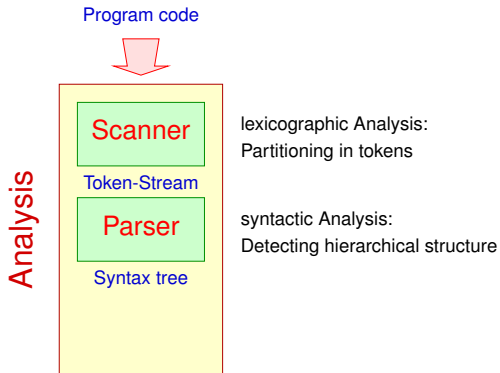 Program code
Analysis
Scanner
lexicographic Analysis:
Partitioning in tokens
Token-Stream
Parser
syntactic Analysis:
Detecting hierarchical structure
Syntax tree